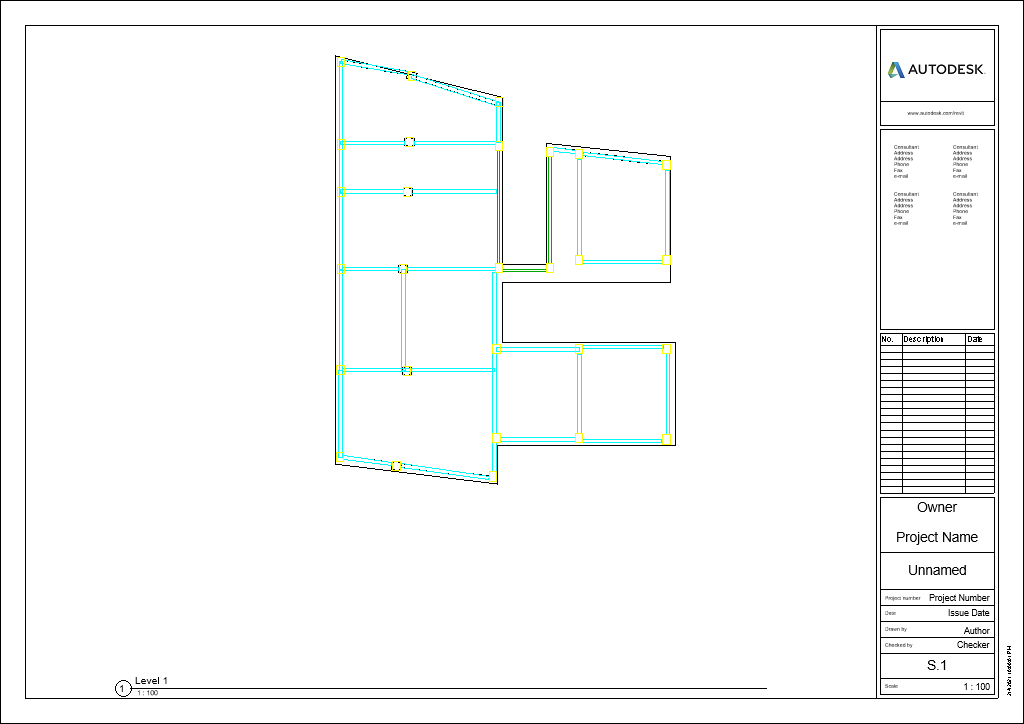 AUTODESK.
www.autodesk.com/revit
Consultant
Address
Address
Phone
Fax
e-mail
Consultant
Address
Address
Phone
Fax
e-mail
Consultant
Address
Address
Phone
Fax
e-mail
Consultant
Address
Address
Phone
Fax
e-mail
No. Description Date
Owner
Project Name
Unnamed
Project number Project Number
Date Issue Date
Drawn by Author
Checked by Checker
S.1
Scale 1 : 100
1 Level 1
1 : 100